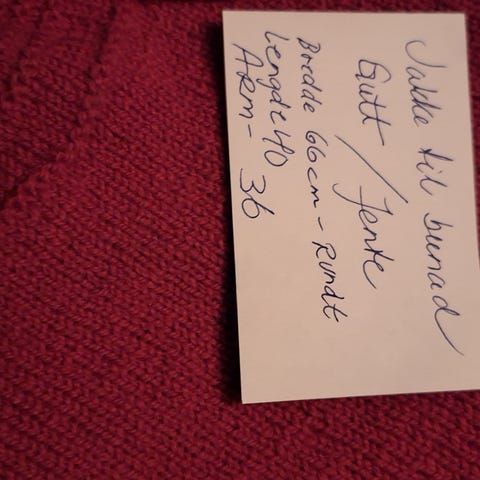 Jakke til bunad
Gutt / Jente
Bredde 66cm - Rundt
Lengde 40
ARM - 36